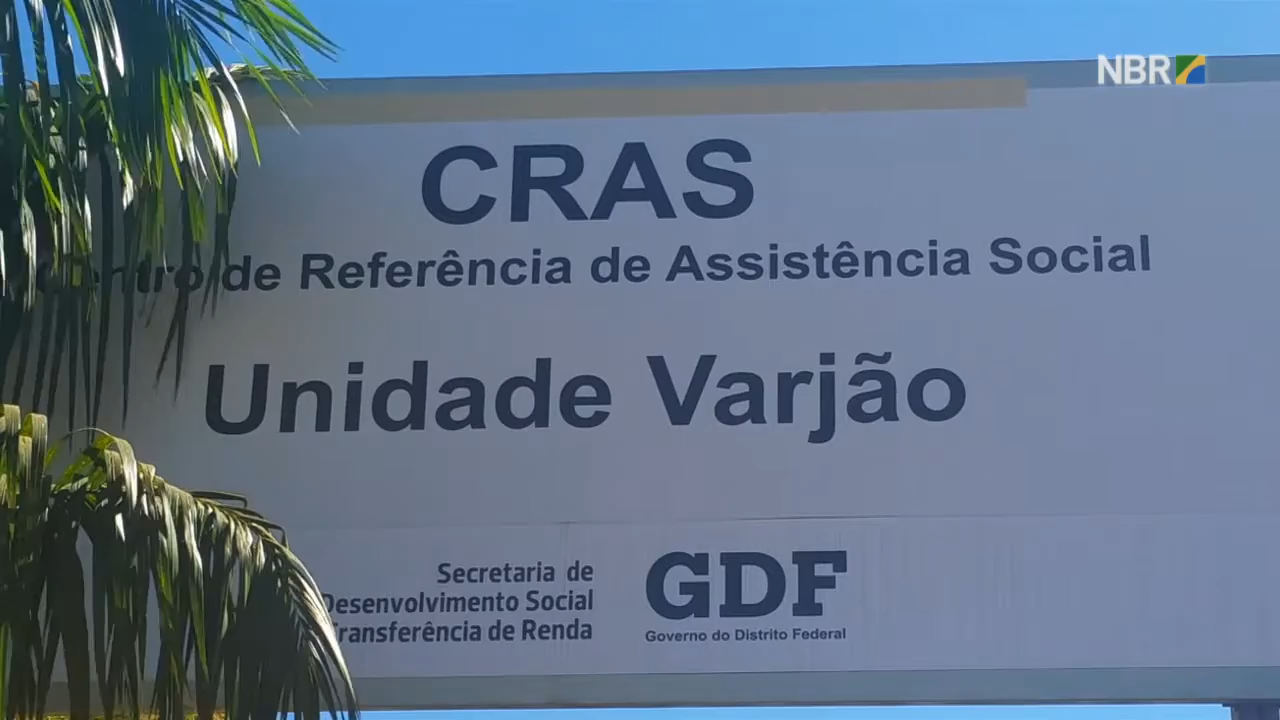 NBR
CRAS
Centro de Referência de Assistência Social
Unidade Varjão
Secretaria de
Desenvolvimento Social
Transferência de Renda
GDF
Governo do Distrito Federal